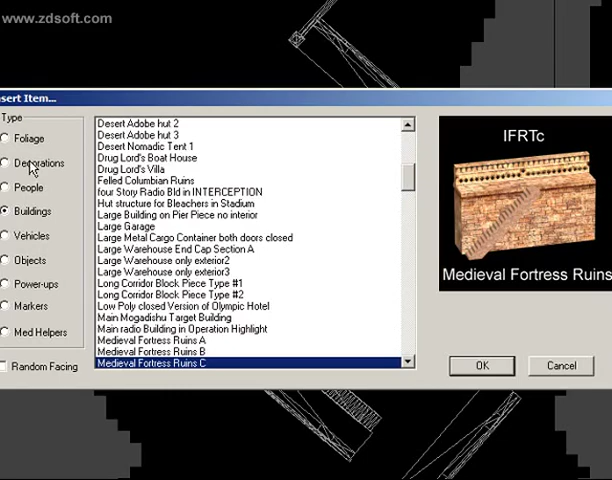 www.zdsoft.com
nsert Item...
Type
Foliage
Decorations
People
Buildings
Vehicles
Objects
Power-ups
Markers
Med Helpers
Random Facing
Desert Adobe hut 2
Desert Adobe hut 3
Desert Nomadic Tent 1
Drug Lord's Boat House
Drug Lord's Villa
Felled Columbian Ruins
four Story Radio Bld in INTERCEPTION
Hut structure for Bleachers in Stadium
Large Building on Pier Piece no interior
Large Garage
Large Metal Cargo Container both doors closed
Large Warehouse End Cap Section A
Large Warehouse only exterior2
Large Warehouse only exterior3
Long Corridor Block Piece Type #1
Long Corridor Block Piece Type #2
Low Poly closed Version of Olympic Hotel
Main Mogadishu Target Building
Main radio Building in Operation Highlight
Medieval Fortress Ruins A
Medieval Fortress Ruins B
Medieval Fortress Ruins C
IFRTc
Medieval Fortress Ruins
OK
Cancel